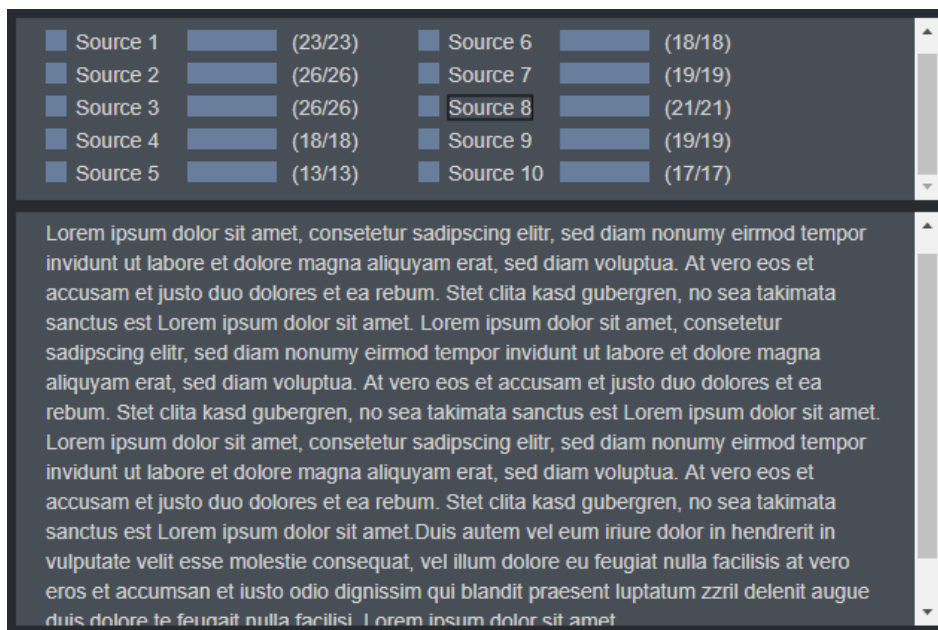 Source 1 (23/23) Source 6 (18/18)
Source 2 (26/26) Source 7 (19/19)
Source 3 (26/26) Source 8 (21/21)
Source 4 (18/18) Source 9 (19/19)
Source 5 (13/13) Source 10 (17/17)
Lorem ipsum dolor sit amet, consetetur sadipscing elitr, sed diam nonumy eirmod tempor
invidunt ut labore et dolore magna aliquyam erat, sed diam voluptua. At vero eos et
accusam et justo duo dolores et ea rebum. Stet clita kasd gubergren, no sea takimata
sanctus est Lorem ipsum dolor sit amet. Lorem ipsum dolor sit amet, consetetur
sadipscing elitr, sed diam nonumy eirmod tempor invidunt ut labore et dolore magna
aliquyam erat, sed diam voluptua. At vero eos et accusam et justo duo dolores et ea
rebum. Stet clita kasd gubergren, no sea takimata sanctus est Lorem ipsum dolor sit amet.
Lorem ipsum dolor sit amet, consetetur sadipscing elitr, sed diam nonumy eirmod tempor
invidunt ut labore et dolore magna aliquyam erat, sed diam voluptua. At vero eos et
accusam et justo duo dolores et ea rebum. Stet clita kasd gubergren, no sea takimata
sanctus est Lorem ipsum dolor sit amet.Duis autem vel eum iriure dolor in hendrerit in
vulputate velit esse molestie consequat, vel illum dolore eu feugiat nulla facilisis at vero
eros et accumsan et iusto odio dignissim qui blandit praesent luptatum zzril delenit augue
duis dolore te feugait nulla facilisi. Lorem ipsum dolor sit amet